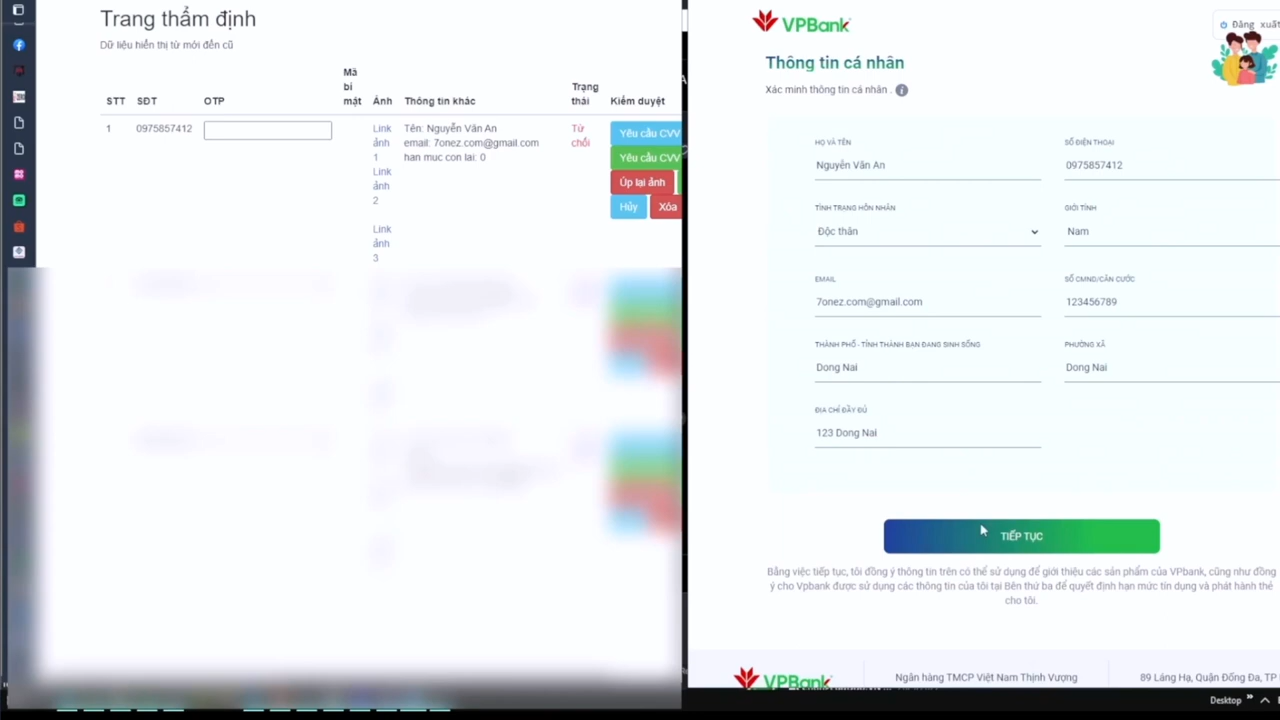 Trang thẩm định
Dữ liệu hiển thị từ mới đến cũ
STT SĐT OTP Mã bí mật Ảnh Thông tin khác Trạng thái Kiểm duyệt
1 0975857412
Link ảnh 1
Link ảnh 2
Link ảnh 3
Tên: Nguyễn Văn An
email: 7onez.com@gmail.com
han muc con lai: 0
Từ chối
Yêu cầu CVV
Yêu cầu CVV
Úp lại ảnh
Hủy Xóa
VPBank
Đăng xuất
Thông tin cá nhân
Xác minh thông tin cá nhân .
HỌ VÀ TÊN SỐ ĐIỆN THOẠI
Nguyễn Văn An 0975857412
TÌNH TRẠNG HÔN NHÂN GIỚI TÍNH
Độc thân Nam
EMAIL SỐ CMND/CĂN CƯỚC
7onez.com@gmail.com 123456789
THÀNH PHỐ - TỈNH THÀNH BẠN ĐANG SINH SỐNG PHƯỜNG XÃ
Dong Nai Dong Nai
ĐỊA CHỈ ĐẦY ĐỦ
123 Dong Nai
TIẾP TỤC
Bằng việc tiếp tục, tôi đồng ý thông tin trên có thể sử dụng để giới thiệu các sản phẩm của VPbank, cũng như đồng
ý cho Vpbank được sử dụng các thông tin của tôi tại Bên thứ ba để quyết định hạn mức tín dụng và phát hành thẻ
cho tôi.
VPBank Ngân hàng TMCP Việt Nam Thịnh Vượng 89 Láng Hạ, Quận Đống Đa, TP
Desktop